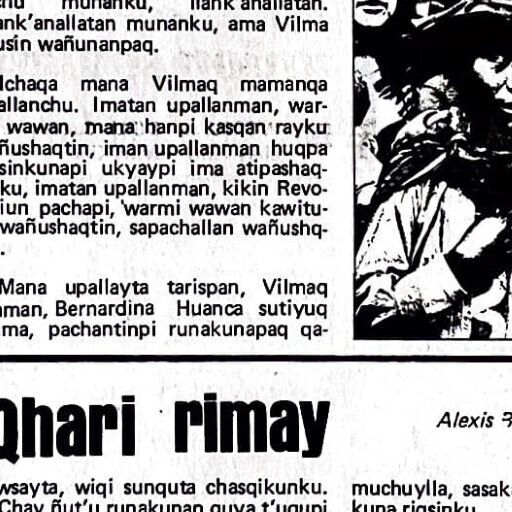 munanku, llank'anallatan.
ank'anallatan munanku, ama Vilma
usín wañunanpaq.
lchaqa mana Vilmaq mamanqa
allanchu. Imatan upallanman, war-
wawan, mana hanpi kasqan rayku
ñushaqtin, iman upallanman huqpa
sinkunapi ukyaypi ima atipashaq-
ku, imatan upallanman, kikin Revo-
iun pachapi, warmi wawan kawitu-
wañushaqtin, sapachallan wañushq-
.
Mana upallayta tarispan, Vilmaq
nman, Bernardina Huanca sutiyuq
ma, pachantinpi runakunapaq qa-
Qhari rimay
Alexis
wsayta, wiqi sunquta chasqikunku.
Chay ñut'u runakunan quya t'uqupi
muchuylla, sasak
kuna riqsinku